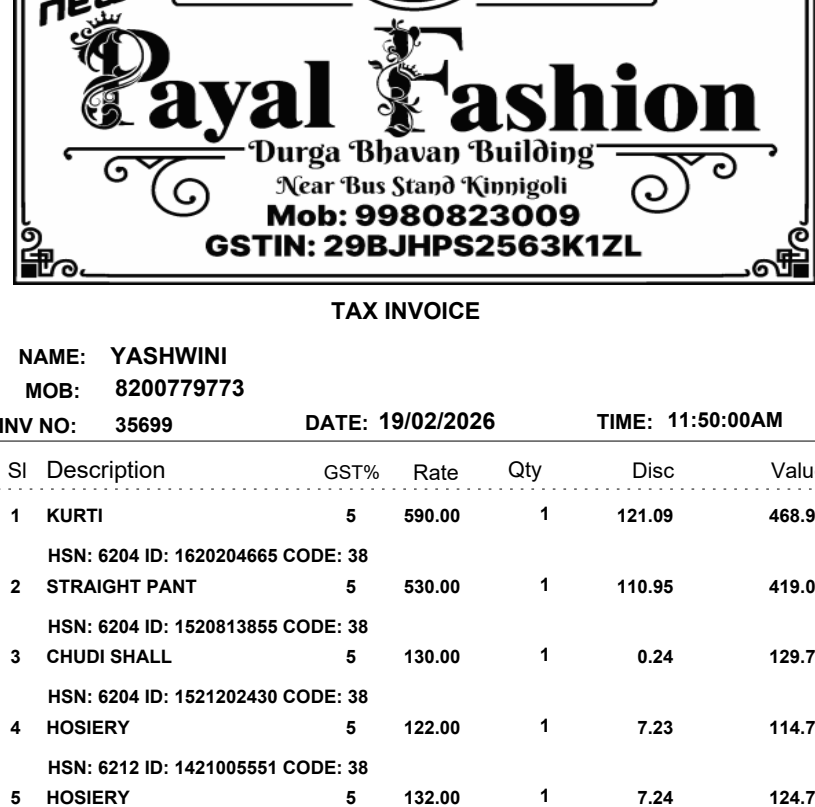 new
Payal Fashion
Durga Bhavan Building
Near Bus Stand Kinnigoli
Mob: 9980823009
GSTIN: 29BJHPS2563K1ZL
TAX INVOICE
NAME: YASHWINI
MOB: 8200779773
INV NO: 35699 DATE: 19/02/2026 TIME: 11:50:00AM
Sl Description GST% Rate Qty Disc Valu
1 KURTI 5 590.00 1 121.09 468.9
HSN: 6204 ID: 1620204665 CODE: 38
2 STRAIGHT PANT 5 530.00 1 110.95 419.0
HSN: 6204 ID: 1520813855 CODE: 38
3 CHUDI SHALL 5 130.00 1 0.24 129.7
HSN: 6204 ID: 1521202430 CODE: 38
4 HOSIERY 5 122.00 1 7.23 114.7
HSN: 6212 ID: 1421005551 CODE: 38
5 HOSIERY 5 132.00 1 7.24 124.7